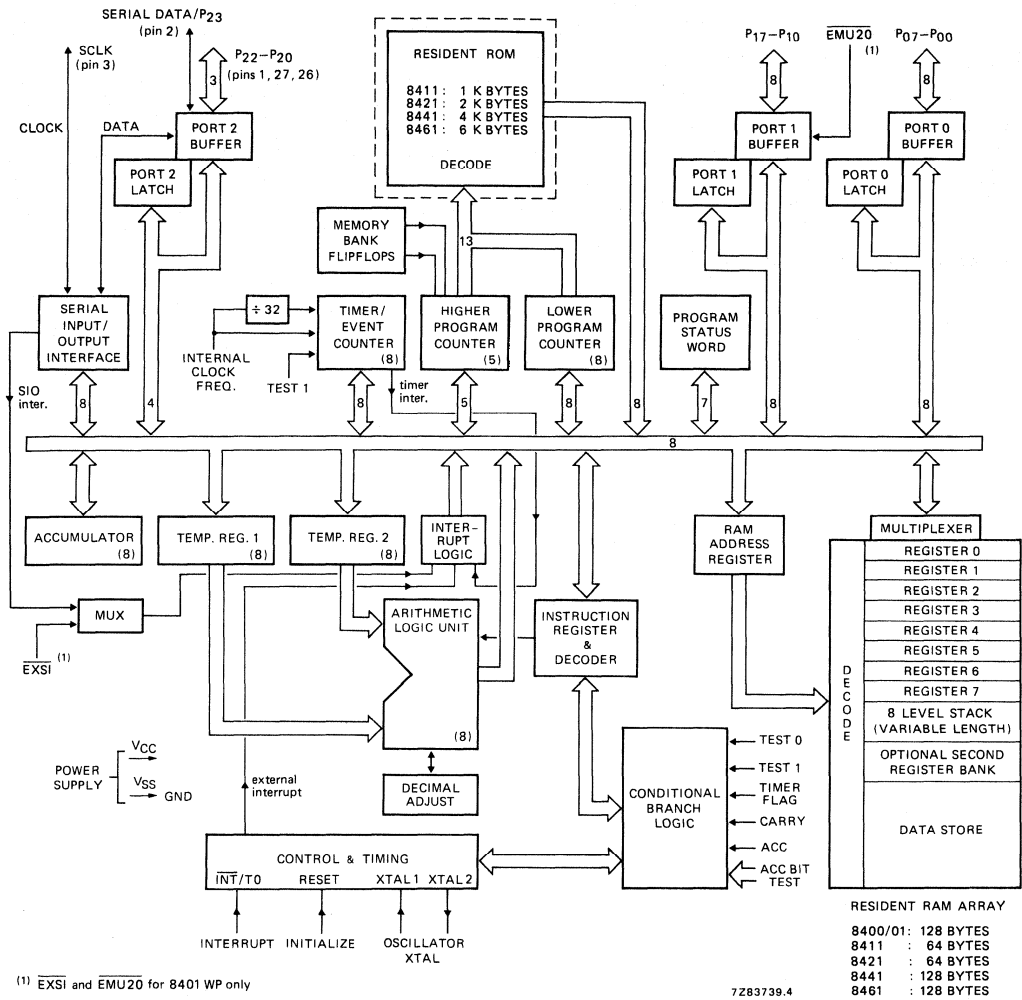 SERIAL DATA/P23
(pin 2)
SCLK
(pin 3)
P22–P20
(pins 1, 27, 26)
3
CLOCK
DATA
PORT 2
BUFFER
PORT 2
LATCH
RESIDENT ROM
8411: 1 K BYTES
8421: 2 K BYTES
8441: 4 K BYTES
8461: 6 K BYTES
DECODE
P17–P10
EMU20
(1)
P07–P00
8
8
PORT 1
BUFFER
PORT 0
BUFFER
PORT 1
LATCH
PORT 0
LATCH
MEMORY
BANK
FLIPFLOPS
13
SERIAL
INPUT/
OUTPUT
INTERFACE
÷ 32
TIMER/
EVENT
COUNTER
(8)
HIGHER
PROGRAM
COUNTER
(5)
LOWER
PROGRAM
COUNTER
(8)
PROGRAM
STATUS
WORD
INTERNAL
CLOCK
FREQ.
TEST 1
timer
inter.
SIO
inter.
8
4
8
5
8
8
7
8
8
8
ACCUMULATOR
(8)
TEMP. REG. 1
(8)
TEMP. REG. 2
(8)
INTER–
RUPT
LOGIC
RAM
ADDRESS
REGISTER
MULTIPLEXER
REGISTER 0
REGISTER 1
REGISTER 2
REGISTER 3
REGISTER 4
REGISTER 5
REGISTER 6
REGISTER 7
8 LEVEL STACK
(VARIABLE LENGTH)
OPTIONAL SECOND
REGISTER BANK
DATA STORE
DECODE
MUX
EXSI (1)
ARITHMETIC
LOGIC UNIT
(8)
INSTRUCTION
REGISTER
&
DECODER
DECIMAL
ADJUST
POWER
SUPPLY
VCC
VSS
GND
external
interrupt
CONDITIONAL
BRANCH
LOGIC
TEST 0
TEST 1
TIMER
FLAG
CARRY
ACC
ACC BIT
TEST
CONTROL & TIMING
INT/T0 RESET XTAL 1 XTAL 2
INTERRUPT INITIALIZE OSCILLATOR
XTAL
RESIDENT RAM ARRAY
8400/01: 128 BYTES
8411 : 64 BYTES
8421 : 64 BYTES
8441 : 128 BYTES
8461 : 128 BYTES
(1) EXSI and EMU20 for 8401 WP only
7Z83739.4